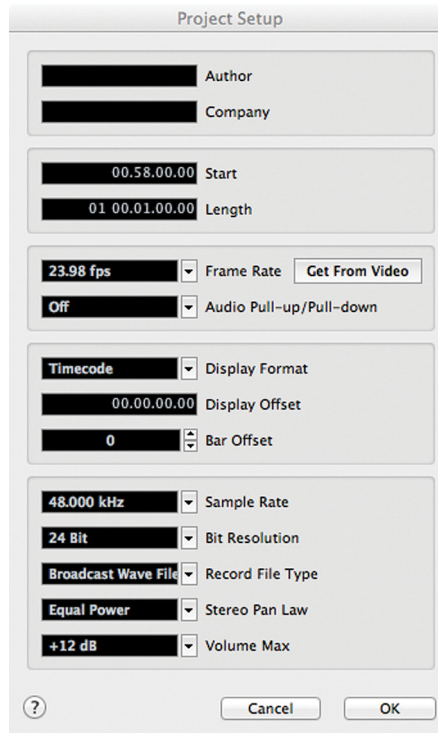 Project Setup
Author
Company
00.58.00.00 Start
01 00.01.00.00 Length
23.98 fps Frame Rate Get From Video
Off Audio Pull-up/Pull-down
Timecode Display Format
00.00.00.00 Display Offset
0 Bar Offset
48.000 kHz Sample Rate
24 Bit Bit Resolution
Broadcast Wave File Record File Type
Equal Power Stereo Pan Law
+12 dB Volume Max
? Cancel OK